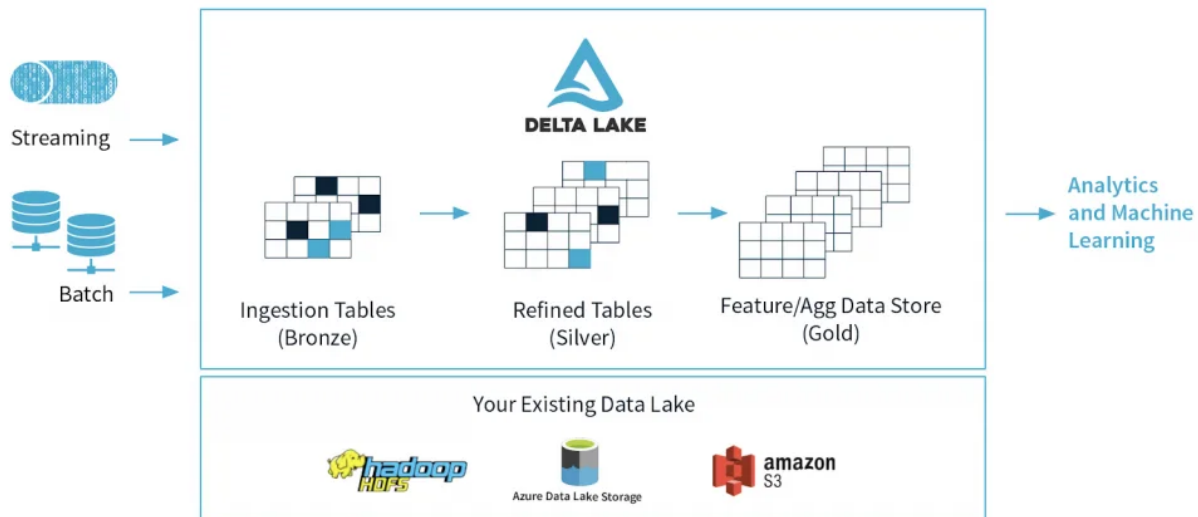 DELTA LAKE
Streaming
Batch
Ingestion Tables
(Bronze)
Refined Tables
(Silver)
Feature/Agg Data Store
(Gold)
Analytics
and Machine
Learning
Your Existing Data Lake
hadoop
HDFS
Azure Data Lake Storage
amazon
S3